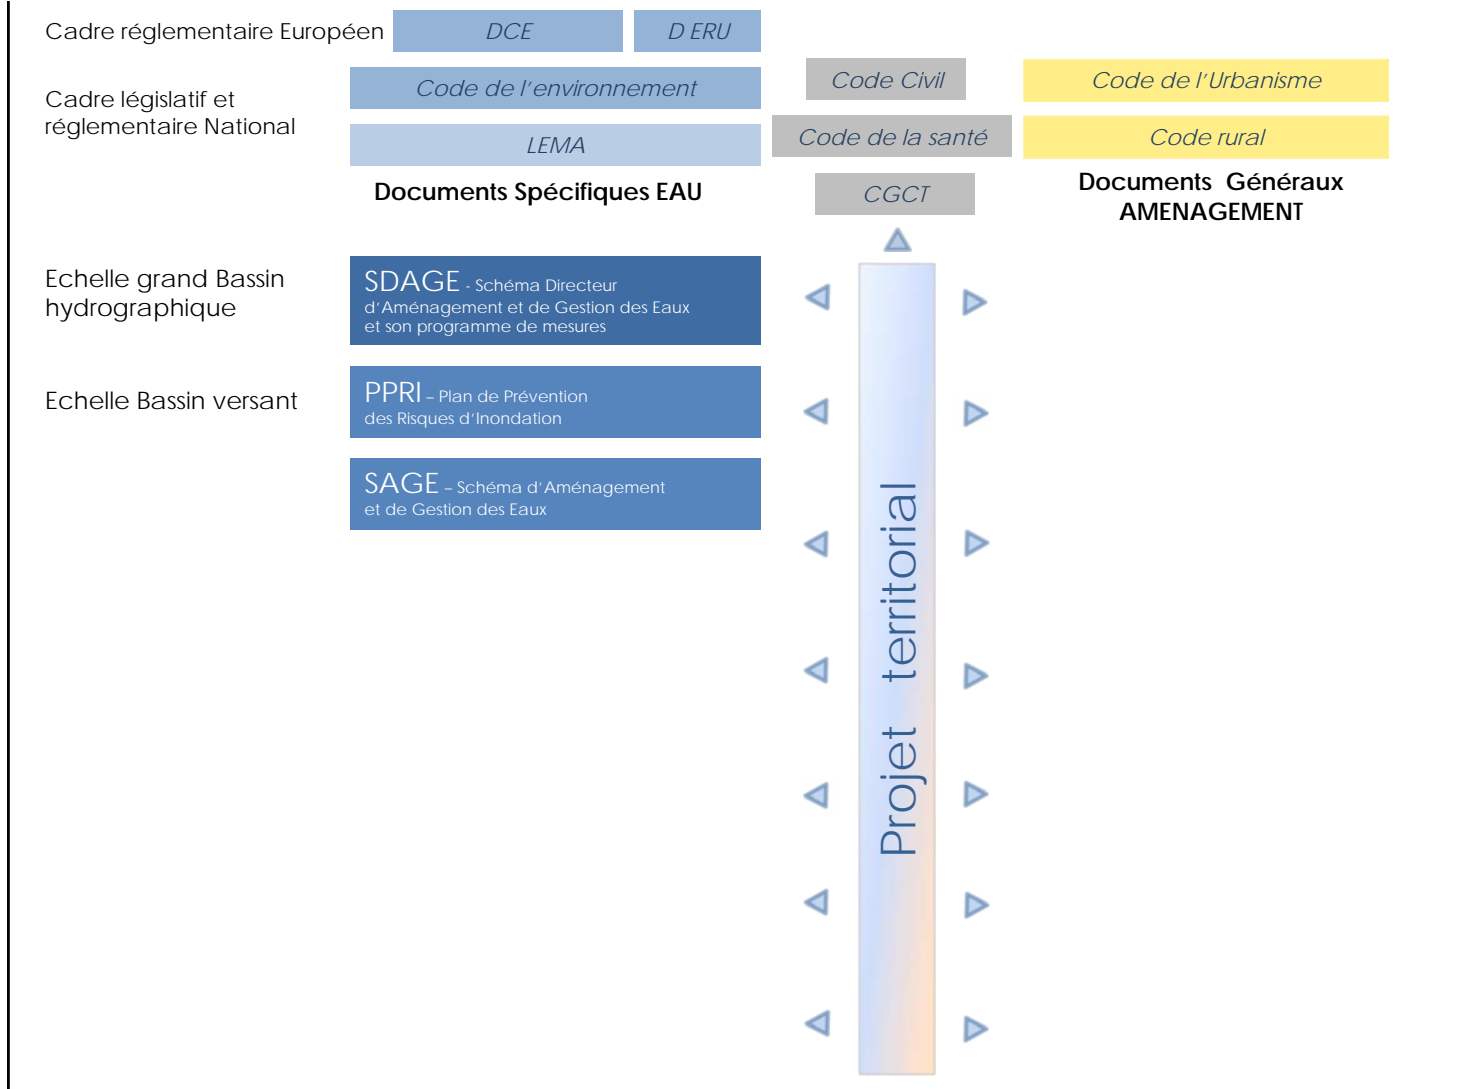 Cadre réglementaire Européen
DCE
D ERU
Cadre législatif et
réglementaire National
Code de l'environnement
LEMA
Code Civil
Code de la santé
CGCT
Code de l'Urbanisme
Code rural
Documents Spécifiques EAU
Documents Généraux
AMENAGEMENT
Echelle grand Bassin
hydrographique
SDAGE - Schéma Directeur
d'Aménagement et de Gestion des Eaux
et son programme de mesures
Echelle Bassin versant
PPRI – Plan de Prévention
des Risques d'Inondation
SAGE – Schéma d'Aménagement
et de Gestion des Eaux
Projet territorial